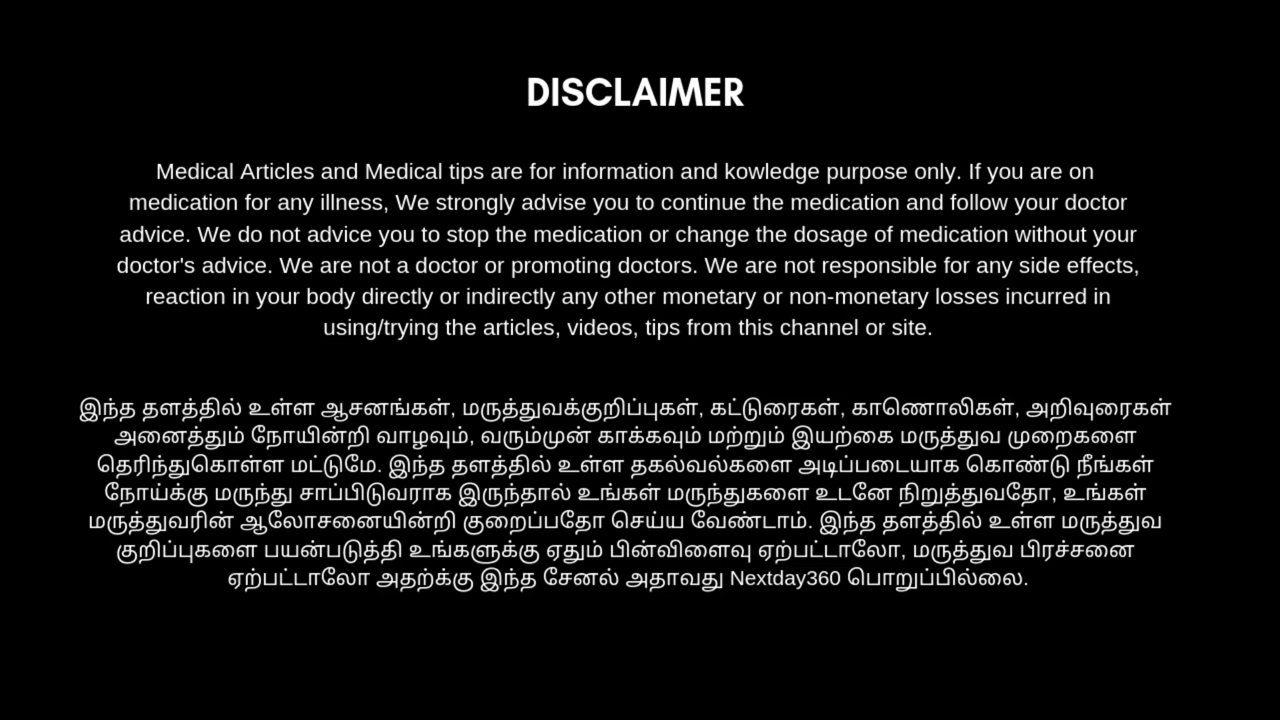 DISCLAIMER
Medical Articles and Medical tips are for information and kowledge purpose only. If you are on
medication for any illness, We strongly advise you to continue the medication and follow your doctor
advice. We do not advice you to stop the medication or change the dosage of medication without your
doctor's advice. We are not a doctor or promoting doctors. We are not responsible for any side effects,
reaction in your body directly or indirectly any other monetary or non-monetary losses incurred in
using/trying the articles, videos, tips from this channel or site.
இந்த தளத்தில் உள்ள ஆசனங்கள், மருத்துவக்குறிப்புகள், கட்டுரைகள், காணொலிகள், அறிவுரைகள்
அனைத்தும் நோயின்றி வாழவும், வரும்முன் காக்கவும் மற்றும் இயற்கை மருத்துவ முறைகளை
தெரிந்துகொள்ள மட்டுமே. இந்த தளத்தில் உள்ள தகல்வல்களை அடிப்படையாக கொண்டு நீங்கள்
நோய்க்கு மருந்து சாப்பிடுவராக இருந்தால் உங்கள் மருந்துகளை உடனே நிறுத்துவதோ, உங்கள்
மருத்துவரின் ஆலோசனையின்றி குறைப்பதோ செய்ய வேண்டாம். இந்த தளத்தில் உள்ள மருத்துவ
குறிப்புகளை பயன்படுத்தி உங்களுக்கு ஏதும் பின்விளைவு ஏற்பட்டாலோ, மருத்துவ பிரச்சனை
ஏற்பட்டாலோ அதற்க்கு இந்த சேனல் அதாவது Nextday360 பொறுப்பில்லை.